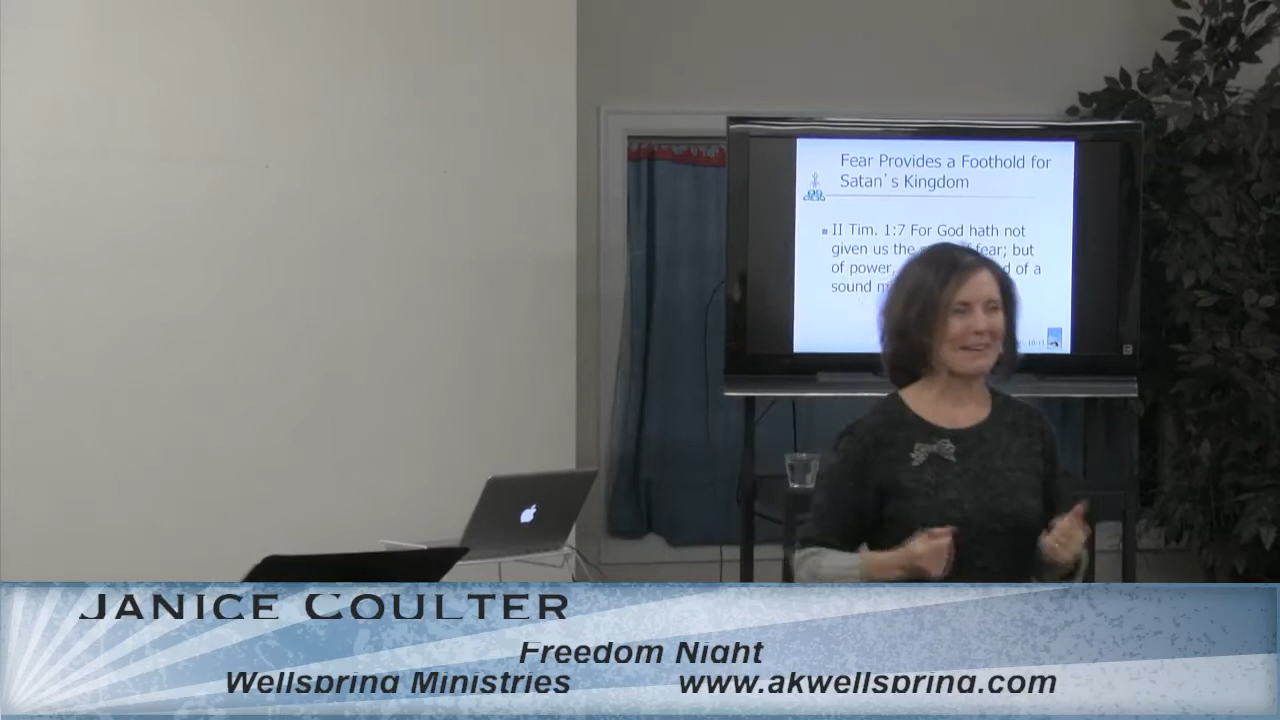 Fear Provides a Foothold for
Satan's Kingdom
II Tim. 1:7 For God hath not
given us the fear; but
of power, of a
sound
JANICE COULTER
Freedom Night
Wellspring Ministries www.akwellspring.com